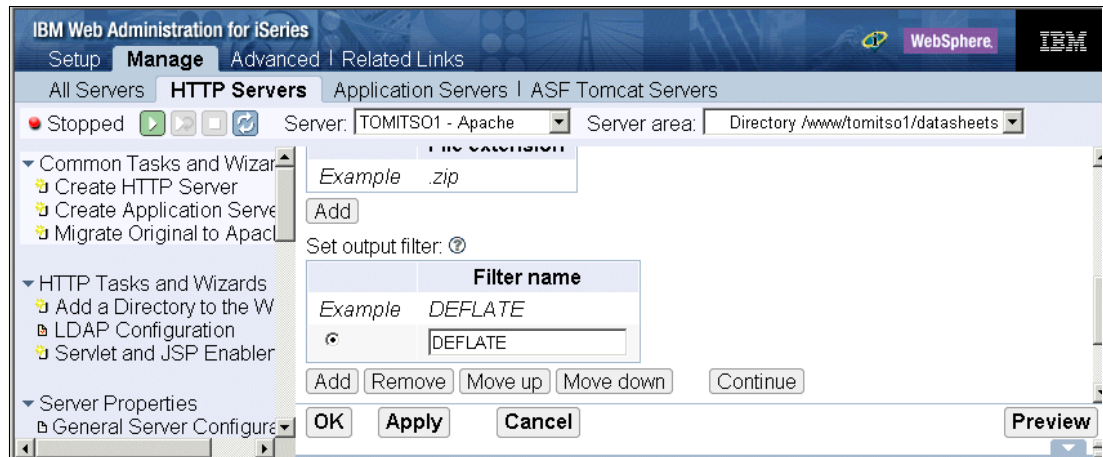 IBM Web Administration for iSeries
WebSphere. IBM
Setup Manage Advanced | Related Links
All Servers HTTP Servers Application Servers | ASF Tomcat Servers
Stopped Server: TOMITSO1 - Apache Server area: Directory /www/tomitso1/datasheets
Common Tasks and Wizar
Create HTTP Server
Create Application Serve
Migrate Original to Apac
HTTP Tasks and Wizards
Add a Directory to the W
LDAP Configuration
Servlet and JSP Enabler
Server Properties
General Server Configura
File extension
Example .zip
Add
Set output filter:
Filter name
Example DEFLATE
DEFLATE
Add Remove Move up Move down Continue
OK Apply Cancel Preview